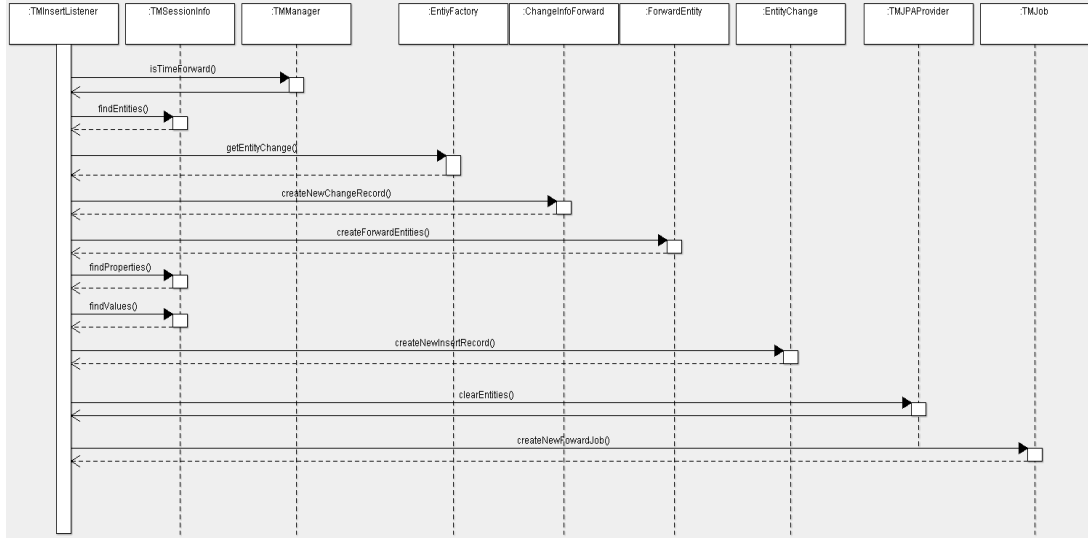 :TMInsertListener
:TMSessionInfo
:TMManager
:EntiyFactory
:ChangeInfoForward
:ForwardEntity
:EntityChange
:TMJPAProvider
:TMJob
isTimeForward()
findEntities()
getEntityChange()
createNewChangeRecord()
createForwardEntities()
findProperties()
findValues()
createNewInsertRecord()
clearEntities()
createNewFowardJob()